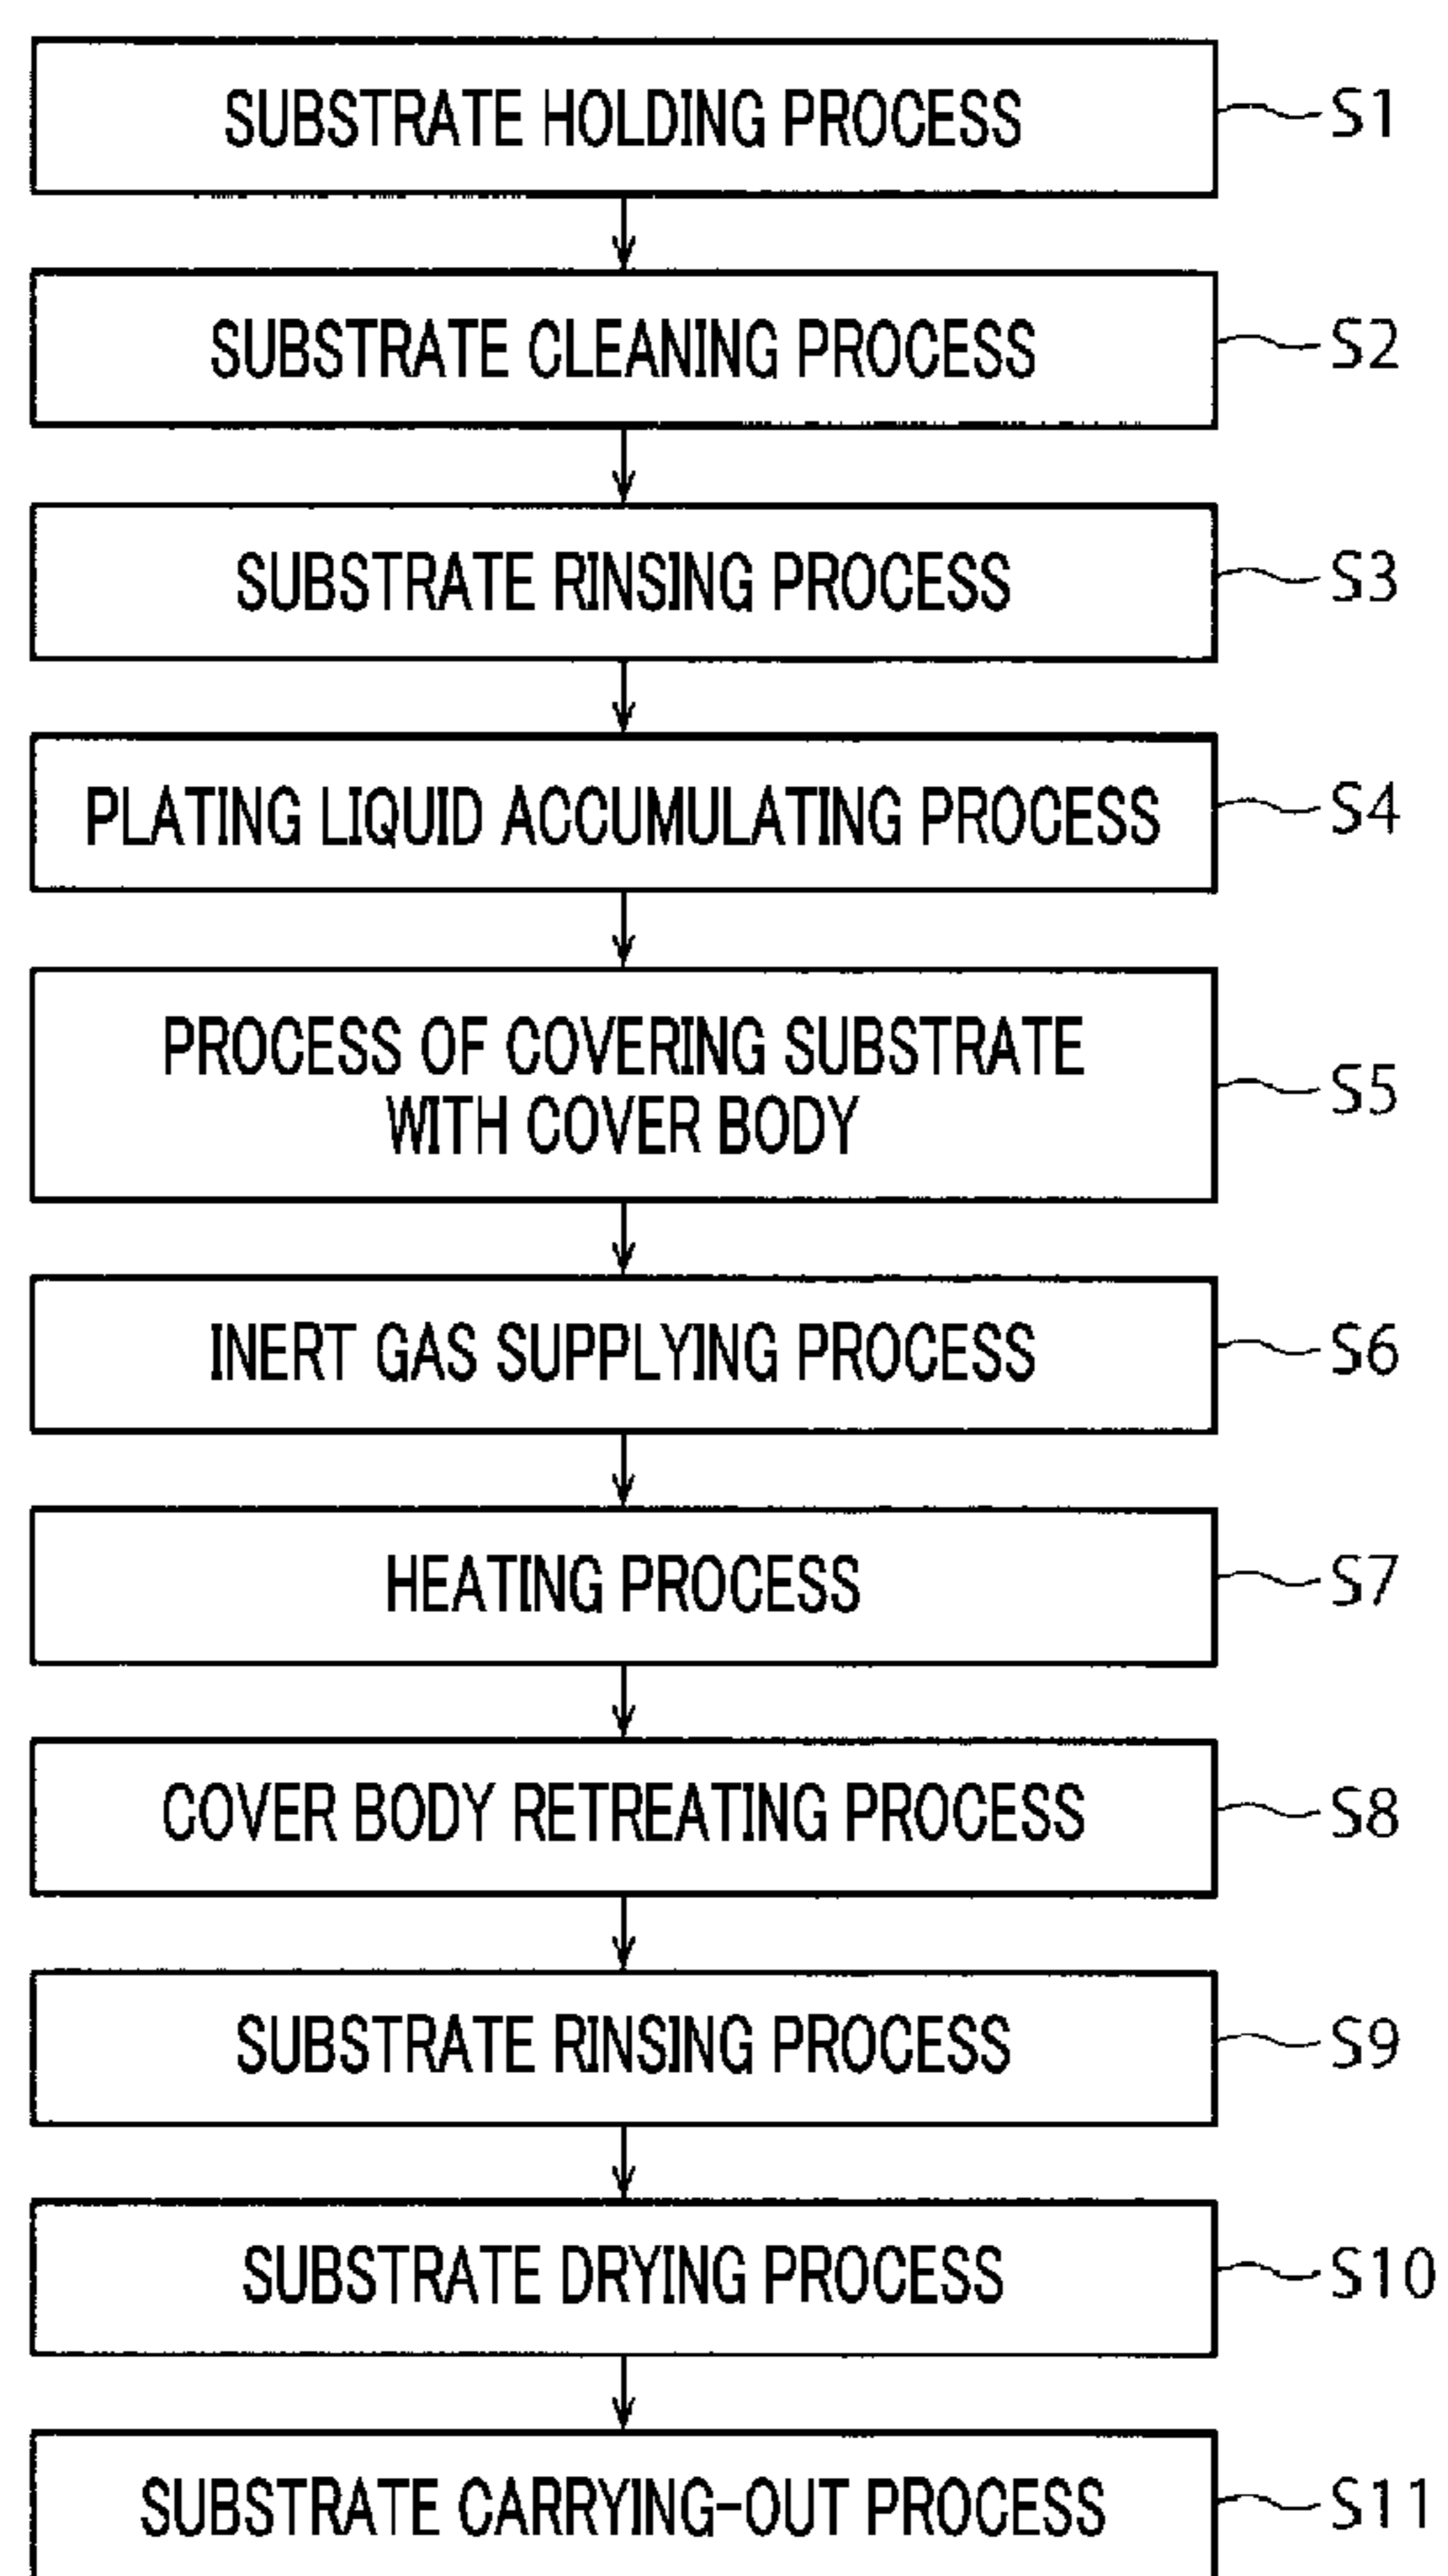 SUBSTRATE HOLDING PROCESS S1
SUBSTRATE CLEANING PROCESS S2
SUBSTRATE RINSING PROCESS S3
PLATING LIQUID ACCUMULATING PROCESS S4
PROCESS OF COVERING SUBSTRATE
WITH COVER BODY S5
INERT GAS SUPPLYING PROCESS S6
HEATING PROCESS S7
COVER BODY RETREATING PROCESS S8
SUBSTRATE RINSING PROCESS S9
SUBSTRATE DRYING PROCESS S10
SUBSTRATE CARRYING-OUT PROCESS S11